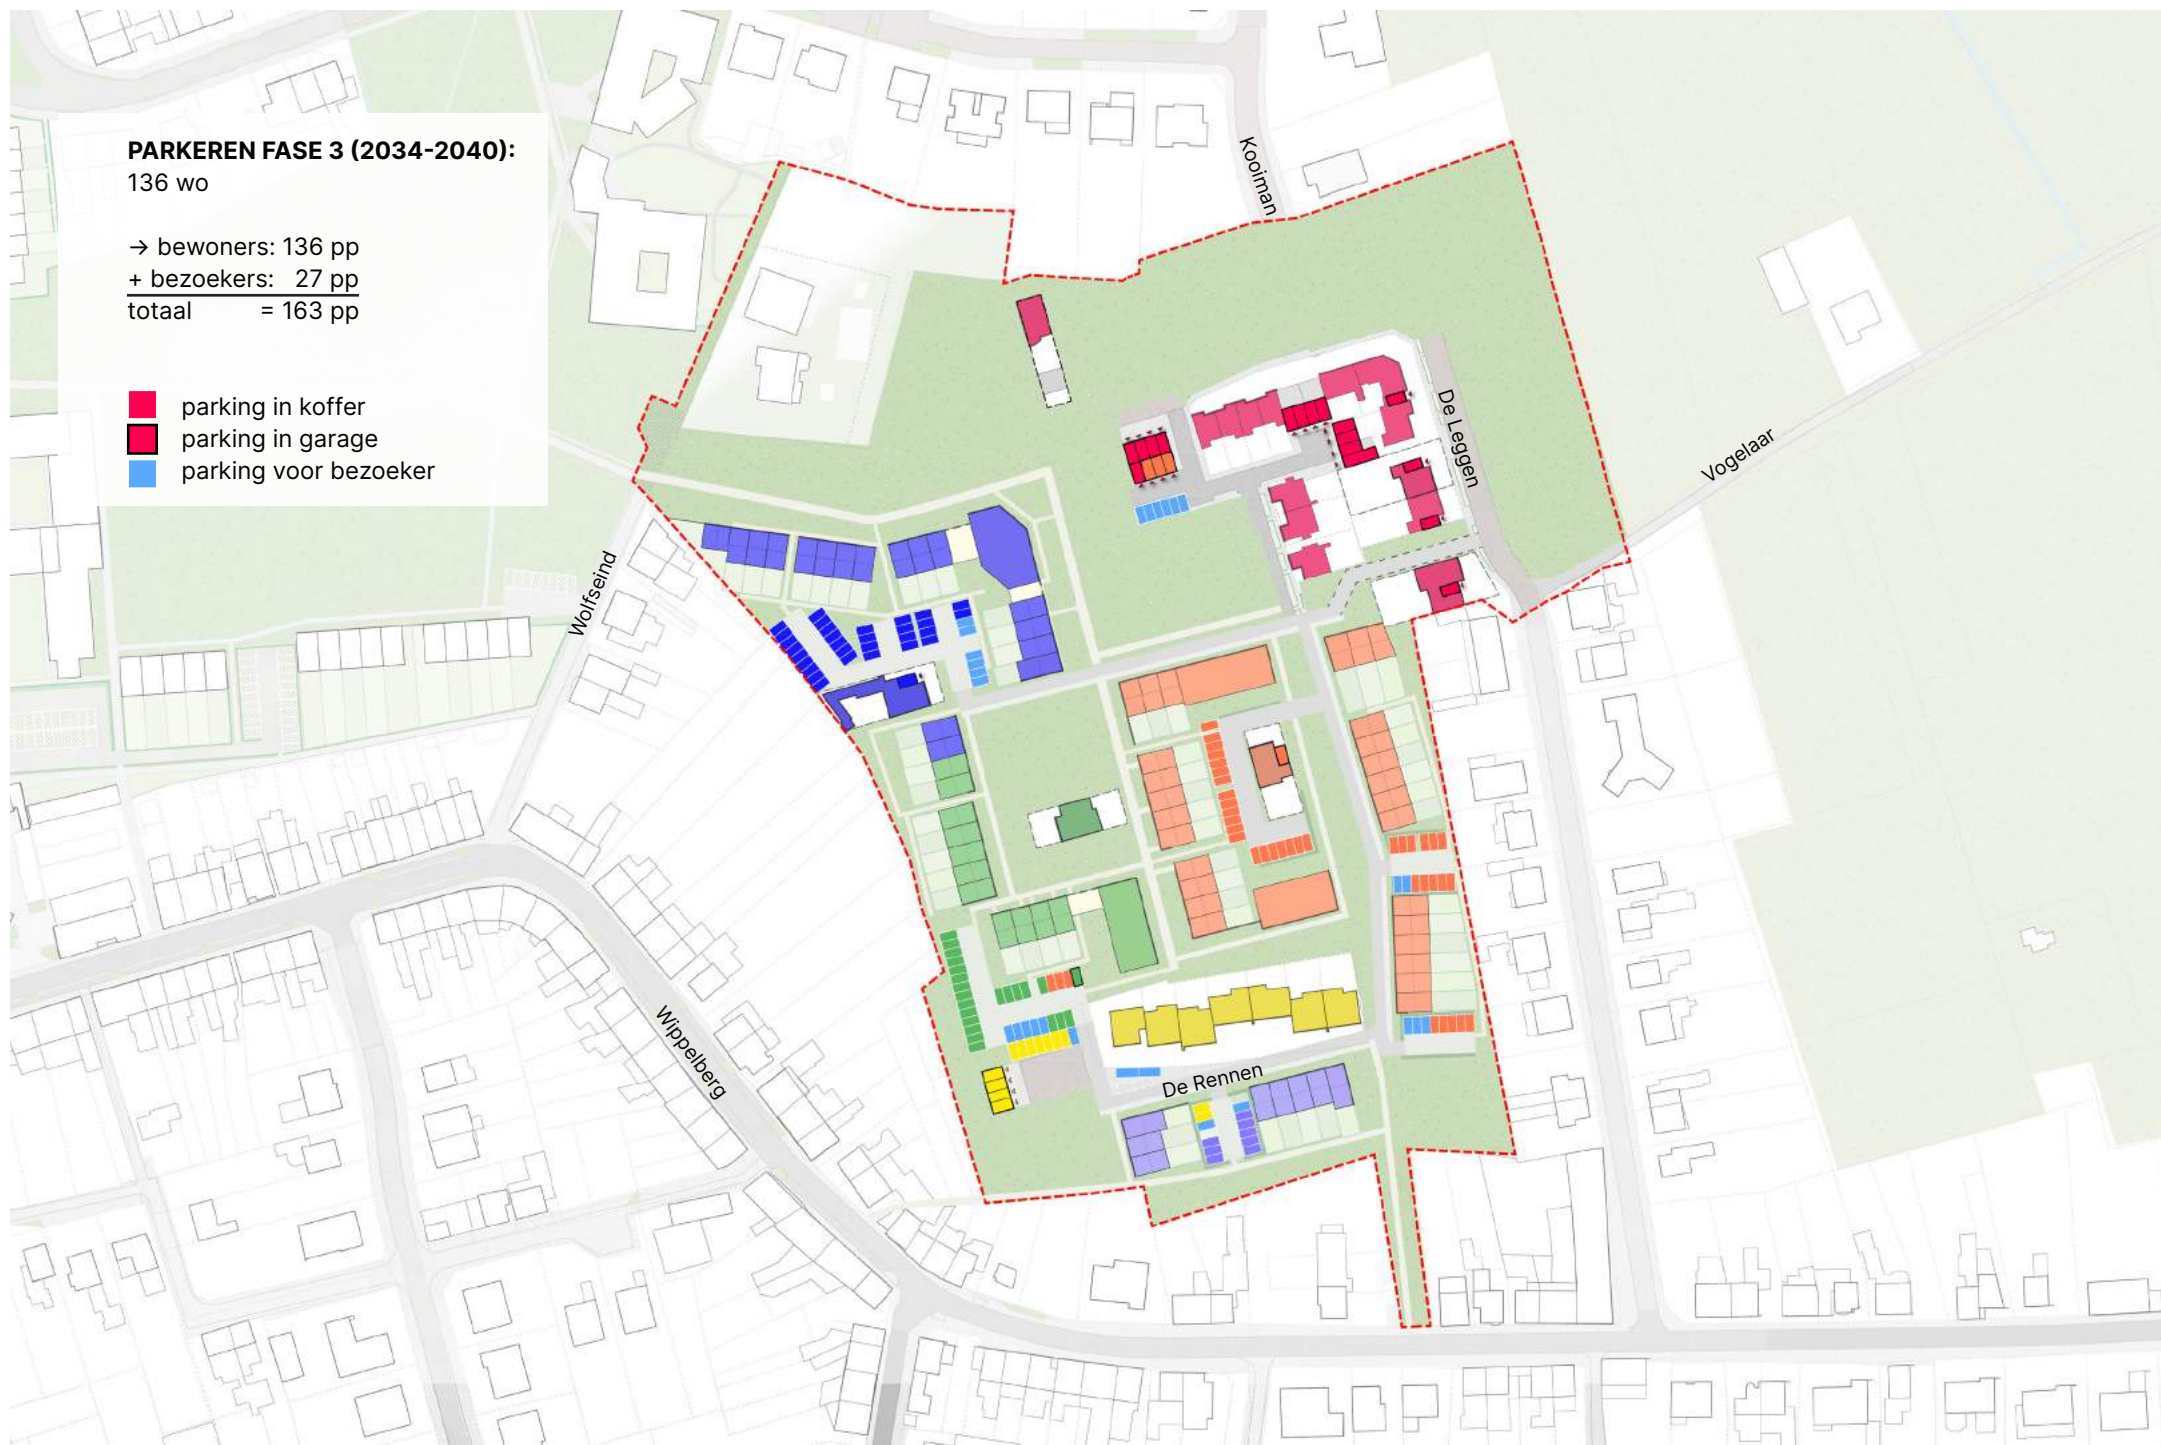 PARKEREN FASE 3 (2034-2040):
136 wo
→ bewoners: 136 pp
+ bezoekers: 27 pp
totaal = 163 pp
parking in koffer
parking in garage
parking voor bezoeker
Kooiman
De Leggen
Vogelaar
Wolfseind
Wippelberg
De Rennen